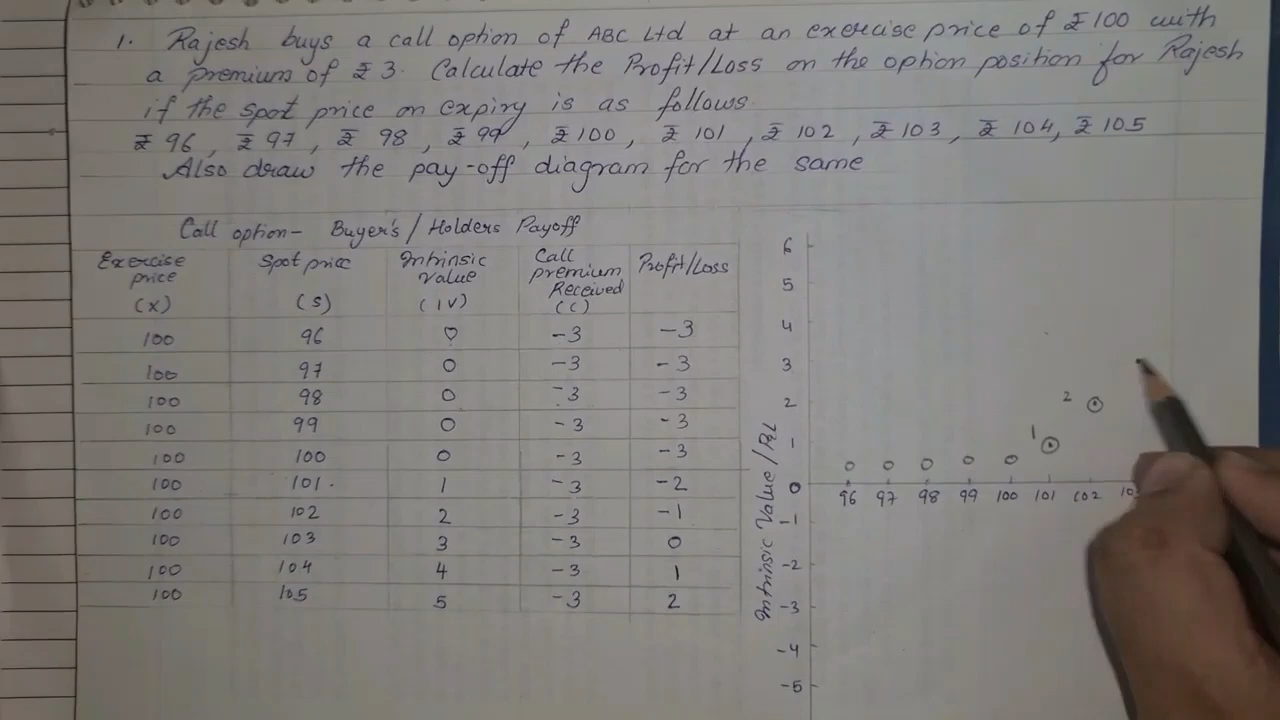 1. Rajesh buys a call option of ABC Ltd at an exercise price of ₹100 with
a premium of ₹3. Calculate the Profit/Loss on the option position for Rajesh
if the spot price on expiry is as follows
₹96, ₹97, ₹98, ₹99, ₹100, ₹101, ₹102, ₹103, ₹104, ₹105
Also draw the pay-off diagram for the same
Call option- Buyer's/Holders Payoff
Exercise price (X) Spot price (S) Intrinsic Value (IV) Call premium Received (C) Profit/Loss
100 96 0 -3 -3
100 97 0 -3 -3
100 98 0 -3 -3
100 99 0 -3 -3
100 100 0 -3 -3
100 101. 1 -3 -2
100 102 2 -3 -1
100 103 3 -3 0
100 104 4 -3 1
100 105 5 -3 2
Intrinsic Value/P&L
6
5
4
3
2
1
0
-1
-2
-3
-4
-5
2
1
0 0 0 0 0
96 97 98 99 100 101 102